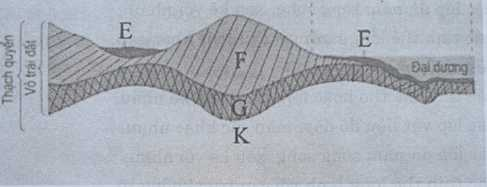 E
E
F
Đại dương
G
K
Thạch quyển
Vỏ trái đất